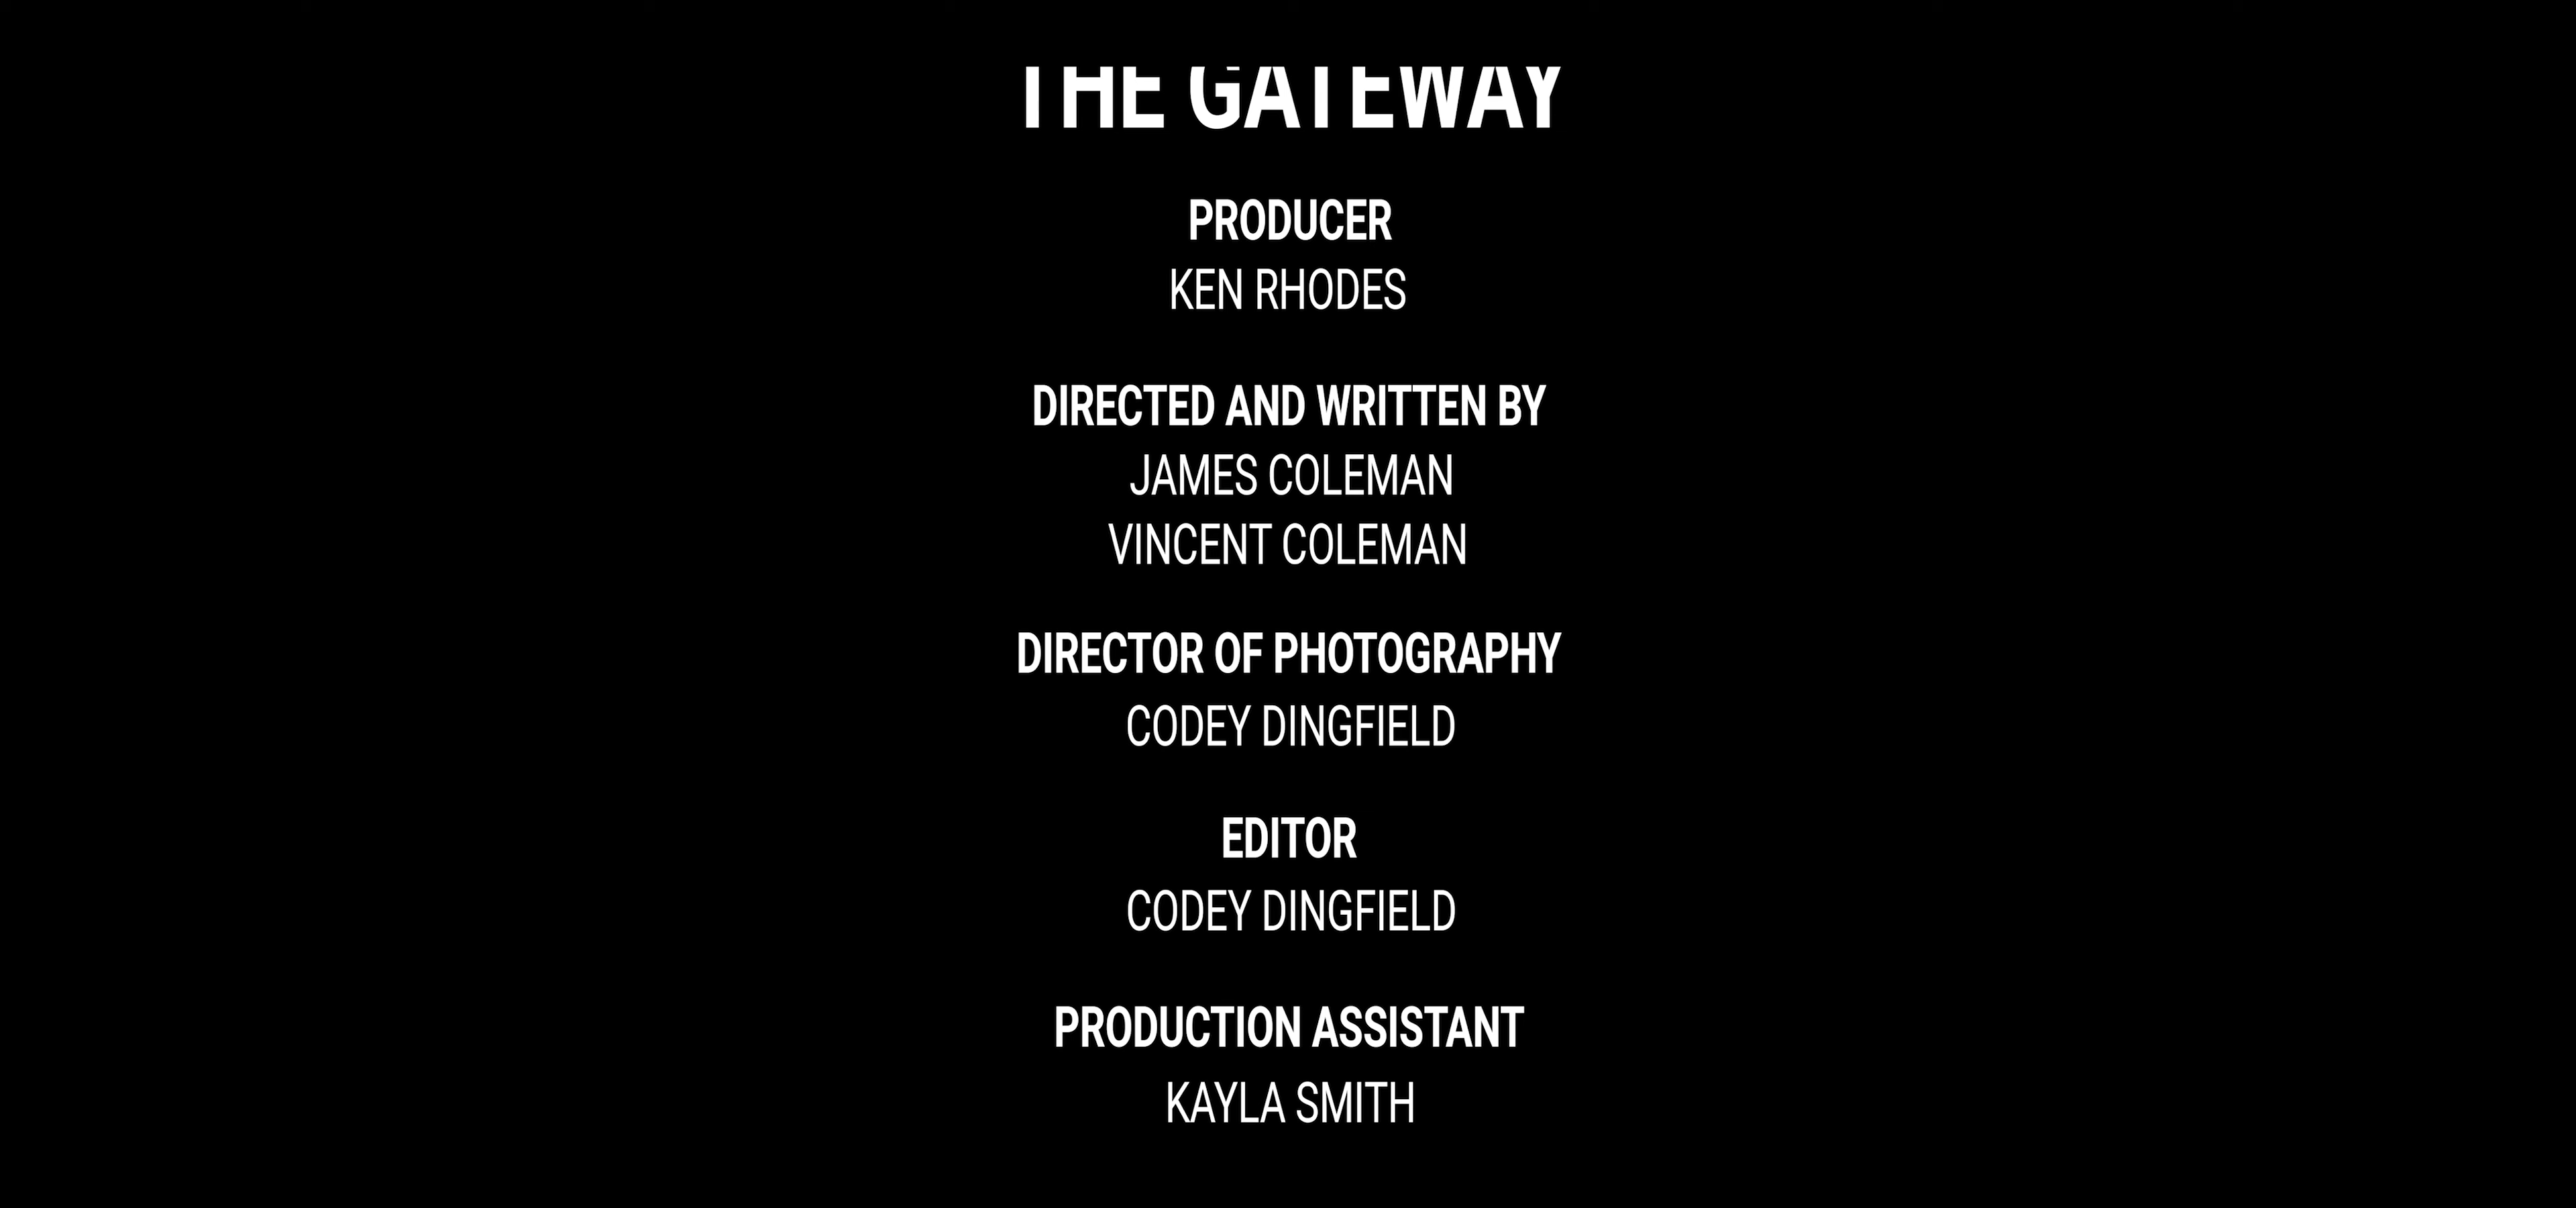 THE GATEWAY
PRODUCER
KEN RHODES
DIRECTED AND WRITTEN BY
JAMES COLEMAN
VINCENT COLEMAN
DIRECTOR OF PHOTOGRAPHY
CODEY DINGFIELD
EDITOR
CODEY DINGFIELD
PRODUCTION ASSISTANT
KAYLA SMITH